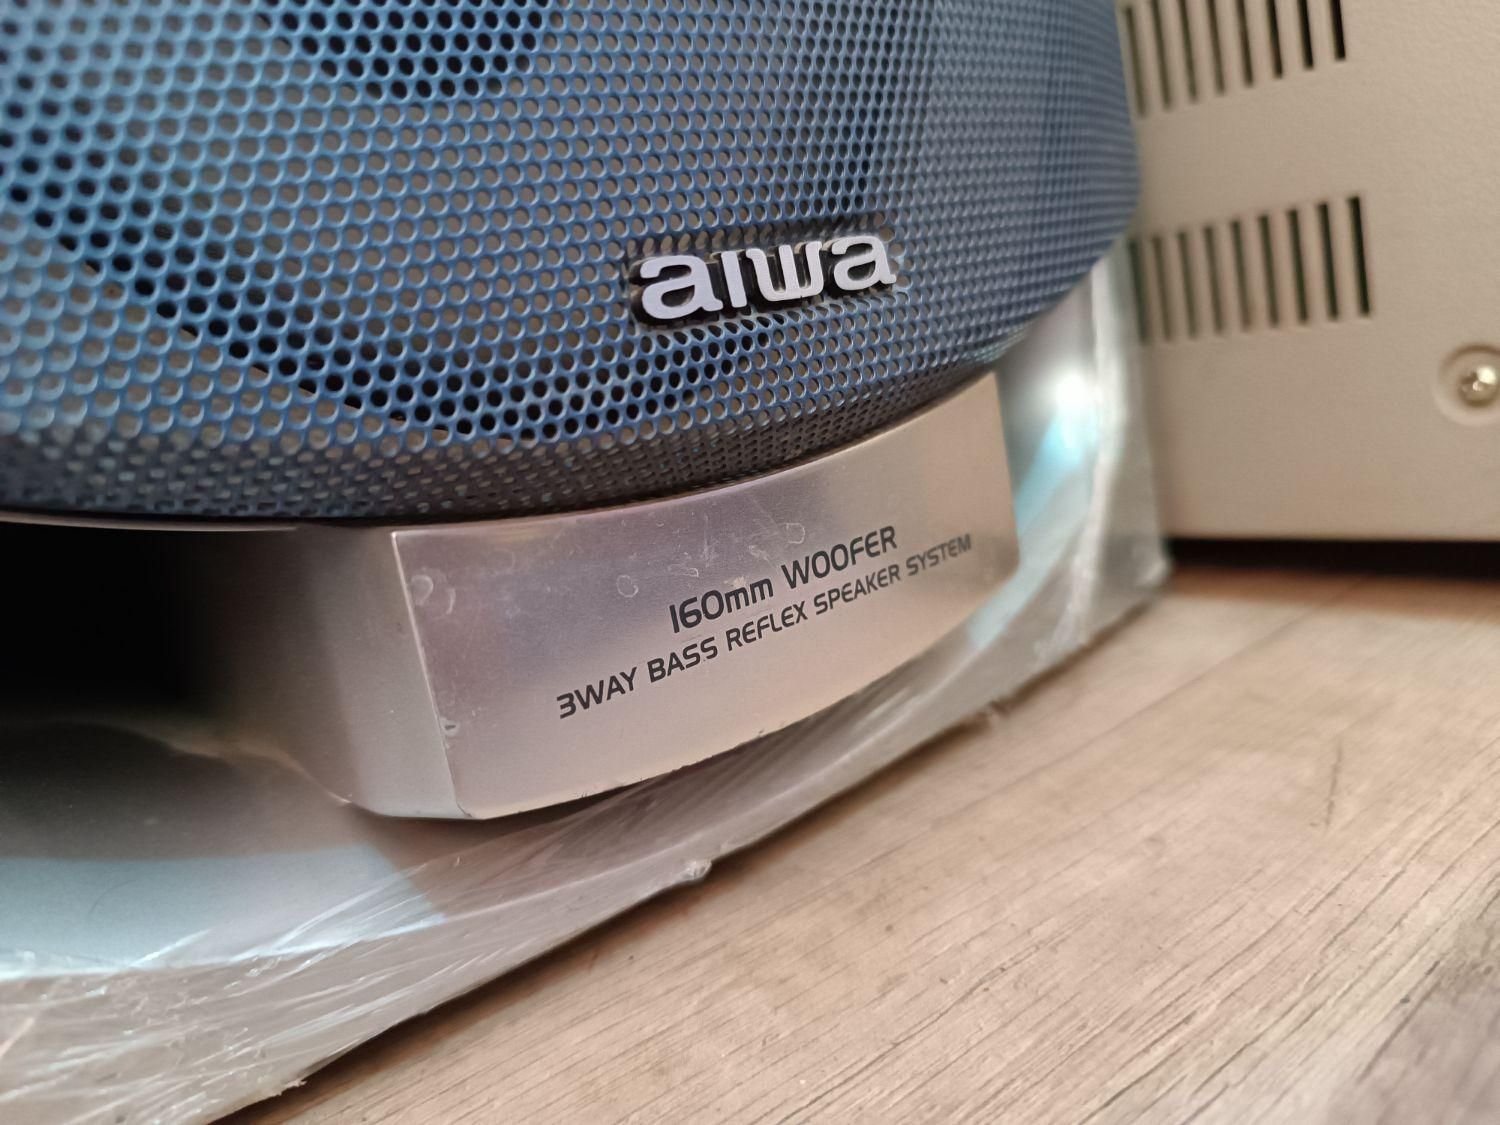 aiwa
160mm WOOFER
3WAY BASS REFLEX SPEAKER SYSTEM